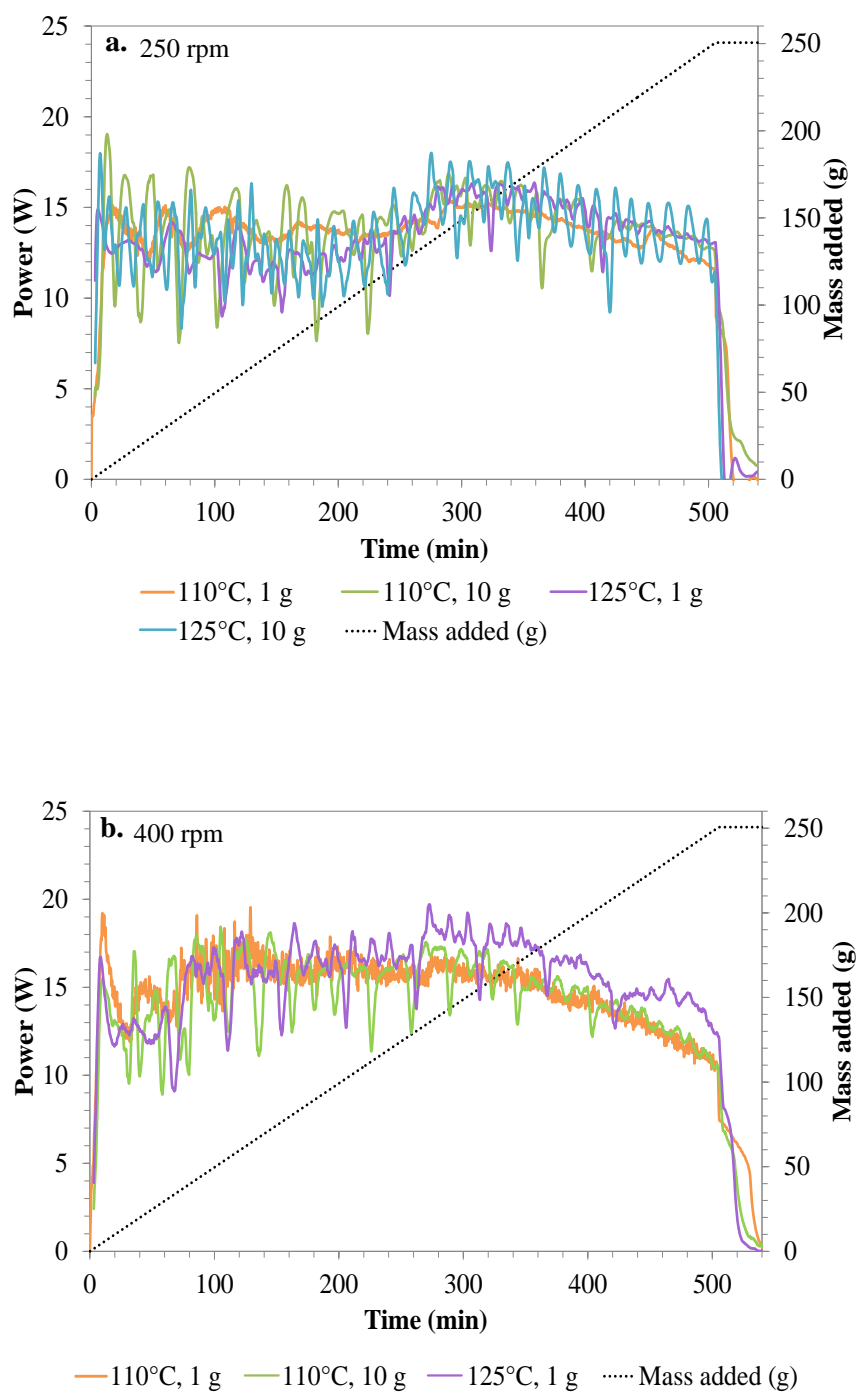 a. 250 rpm
25
20
15
10
5
0
Power (W)
250
200
150
100
50
0
Mass added (g)
0 100 200 300 400 500
Time (min)
110°C, 1 g 110°C, 10 g 125°C, 1 g
125°C, 10 g Mass added (g)
b. 400 rpm
25
20
15
10
5
0
Power (W)
250
200
150
100
50
0
Mass added (g)
0 100 200 300 400 500
Time (min)
110°C, 1 g 110°C, 10 g 125°C, 1 g Mass added (g)